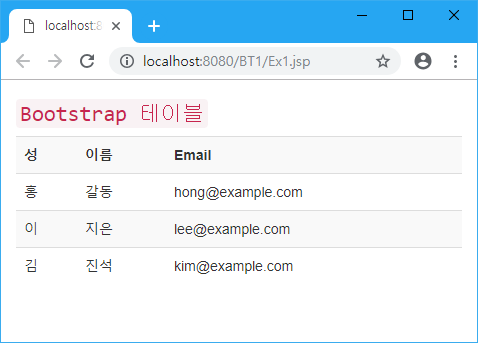 localhost:8
localhost:8080/BT1/Ex1.jsp
Bootstrap 테이블
성 이름 Email
홍 갈동 hong@example.com
이 지은 lee@example.com
김 진석 kim@example.com